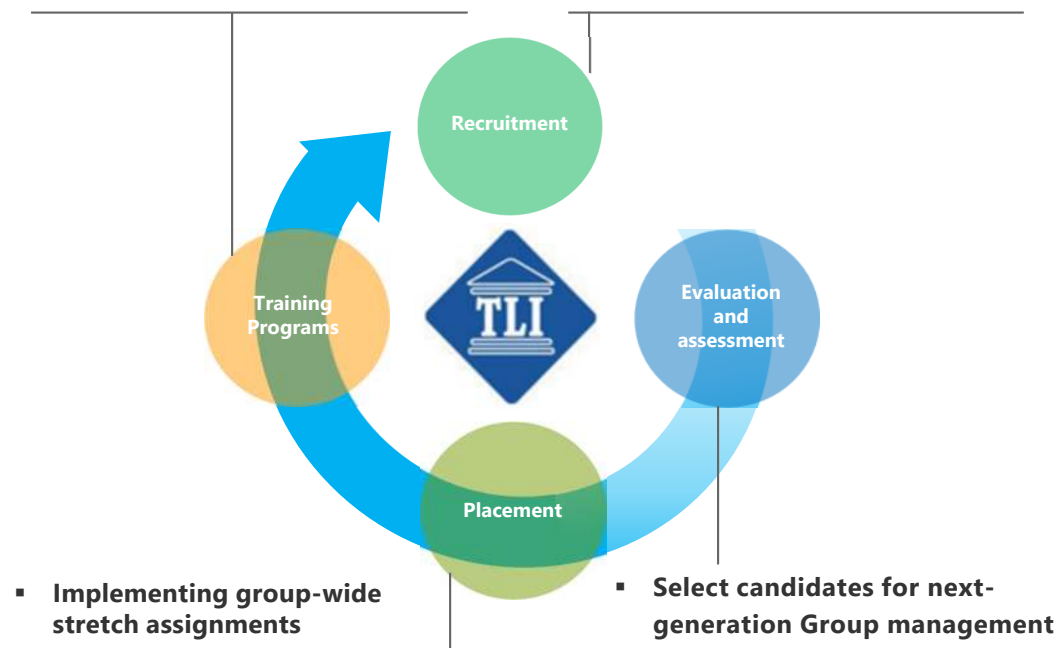 Recruitment
Training
Programs
TLI
Evaluation
and
assessment
Placement
▪ Implementing group-wide
stretch assignments
▪ Select candidates for next-
generation Group management